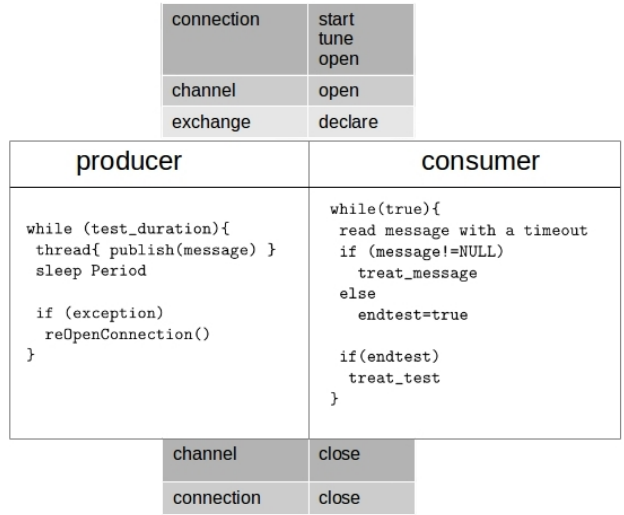 connection start
tune
open
channel open
exchange declare
producer consumer
while (test_duration){
thread{ publish(message) }
sleep Period
if (exception)
reOpenConnection()
}
while(true){
read message with a timeout
if (message!=NULL)
treat_message
else
endtest=true
if(endtest)
treat_test
}
channel close
connection close